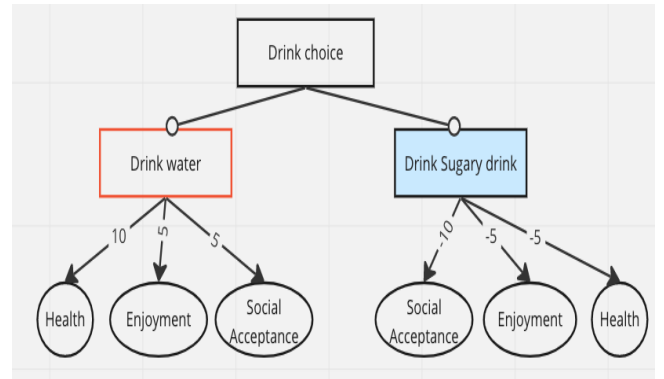 Drink choice
Drink water
Drink Sugary drink
10
5
5
-10
-5
-5
Health
Enjoyment
Social
Acceptance
Social
Acceptance
Enjoyment
Health